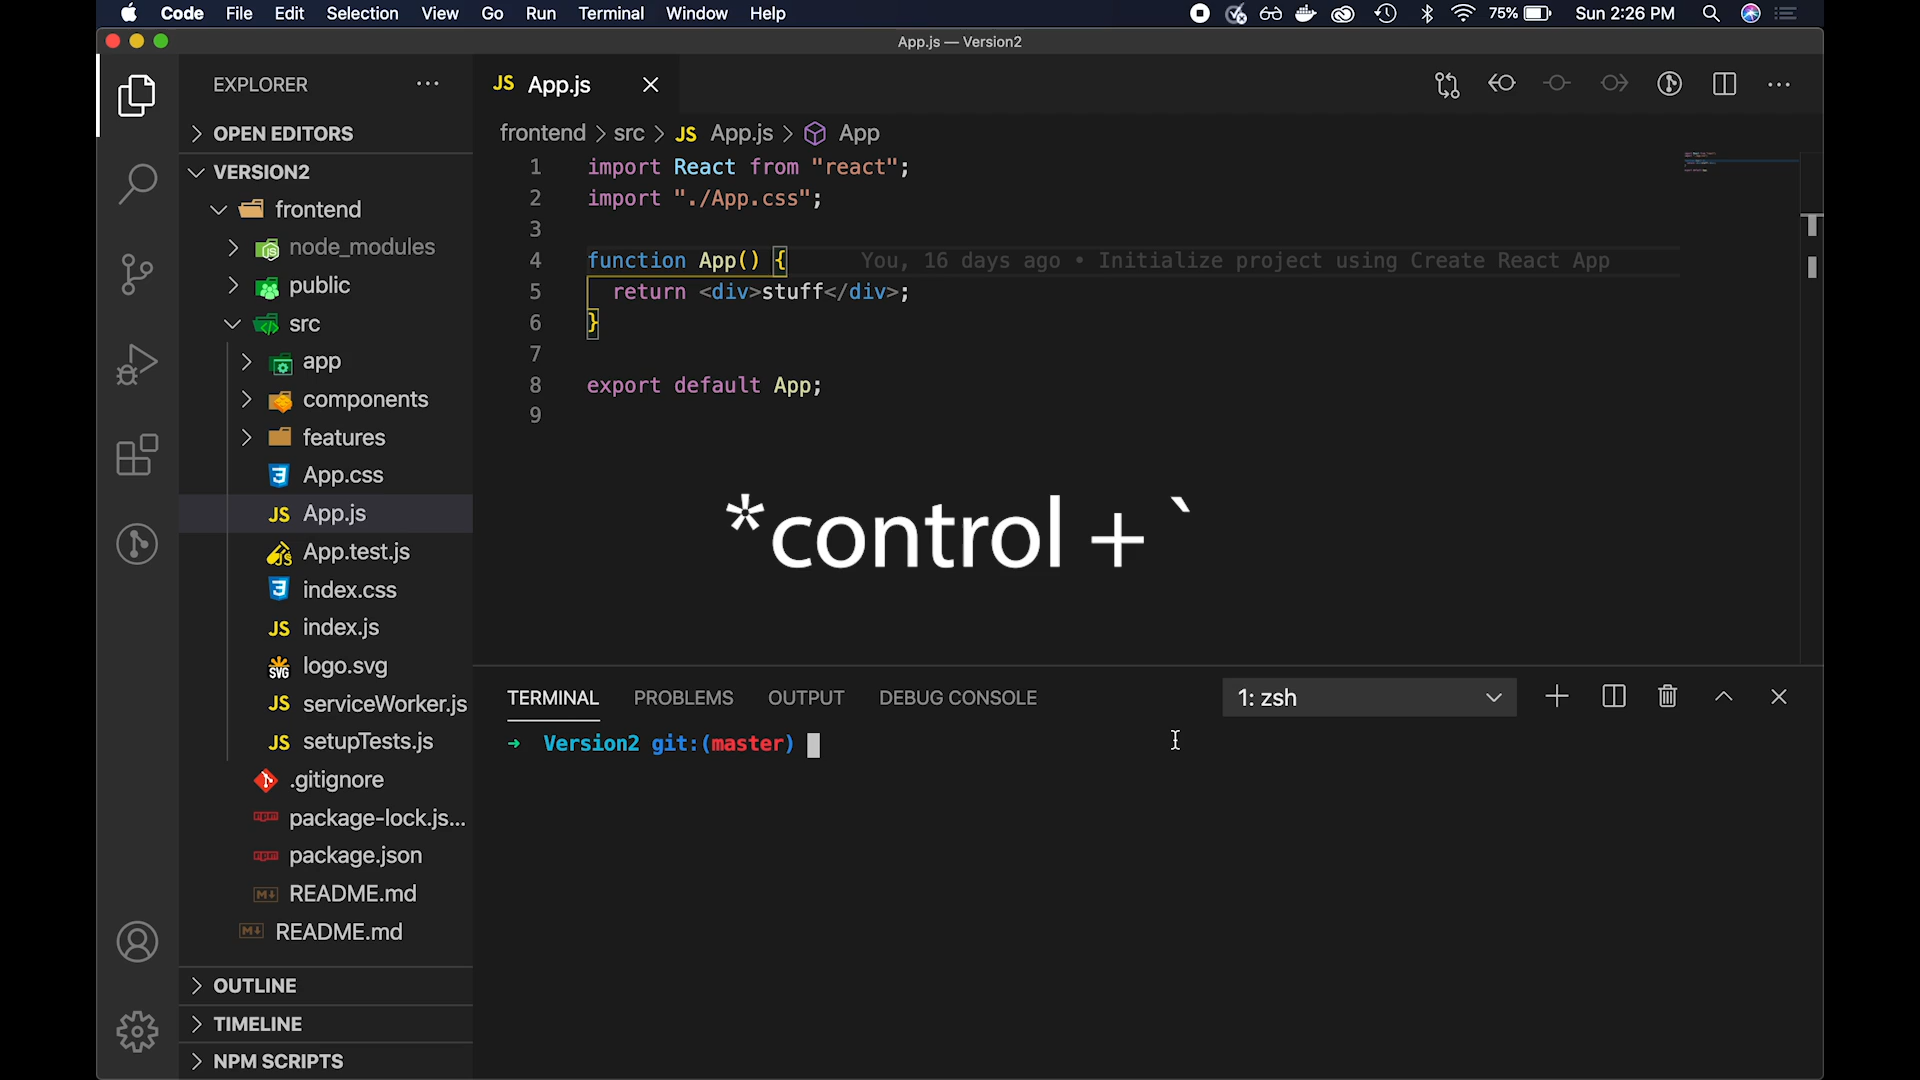 Code File Edit Selection View Go Run Terminal Window Help 75% Sun 2:26 PM
App.js — Version2
EXPLORER
OPEN EDITORS
VERSION2
frontend
node_modules
public
src
app
components
features
App.css
App.js
App.test.js
index.css
index.js
logo.svg
serviceWorker.js
setupTests.js
.gitignore
package-lock.js...
package.json
README.md
README.md
OUTLINE
TIMELINE
NPM SCRIPTS
JS App.js
frontend > src > JS App.js > App
1 import React from "react";
2 import "./App.css";
3
4 function App() { You, 16 days ago • Initialize project using Create React App
5 return <div>stuff</div>;
6 }
7
8 export default App;
9
*control + `
TERMINAL PROBLEMS OUTPUT DEBUG CONSOLE 1: zsh
→ Version2 git:(master)